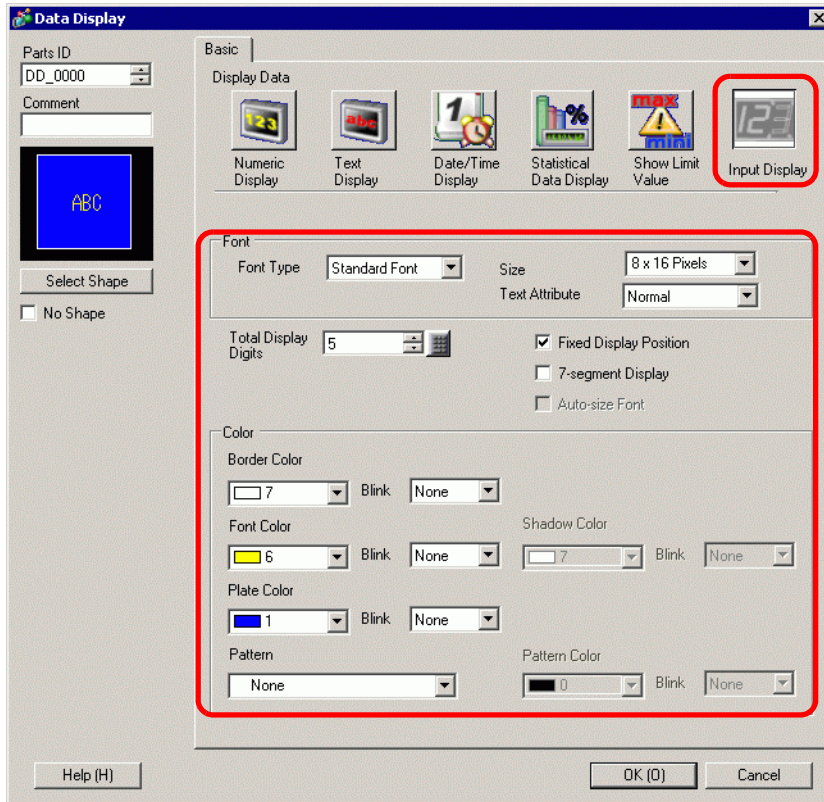 Data Display
Parts ID
DD_0000
Comment
ABC
Select Shape
No Shape
Basic
Display Data
123
Numeric
Display
abc
Text
Display
1
Date/Time
Display
%
Statistical
Data Display
max
mini
Show Limit
Value
123
Input Display
Font
Font Type Standard Font Size 8 x 16 Pixels
Text Attribute Normal
Total Display
Digits 5
Fixed Display Position
7-segment Display
Auto-size Font
Color
Border Color
7 Blink None
Font Color Shadow Color
6 Blink None 7 Blink None
Plate Color
1 Blink None
Pattern Pattern Color
None 0 Blink None
Help (H) OK (O) Cancel